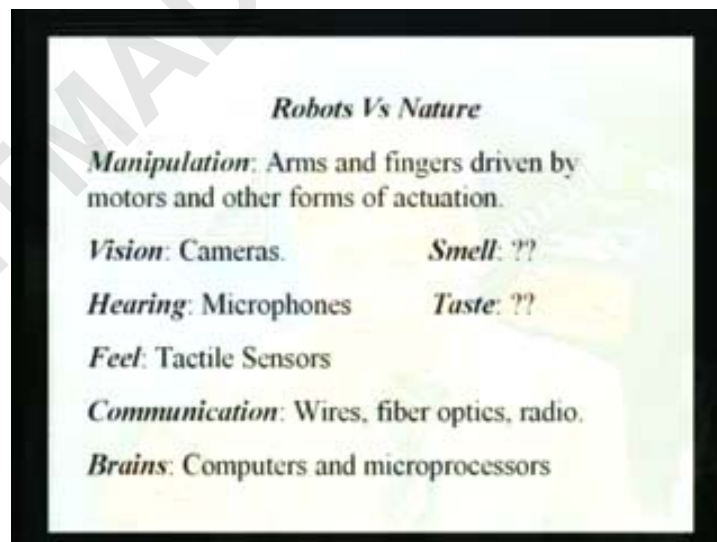 Robots Vs Nature
Manipulation: Arms and fingers driven by
motors and other forms of actuation.
Vision: Cameras. Smell: ??
Hearing: Microphones Taste: ??
Feel: Tactile Sensors
Communication: Wires, fiber optics, radio.
Brains: Computers and microprocessors